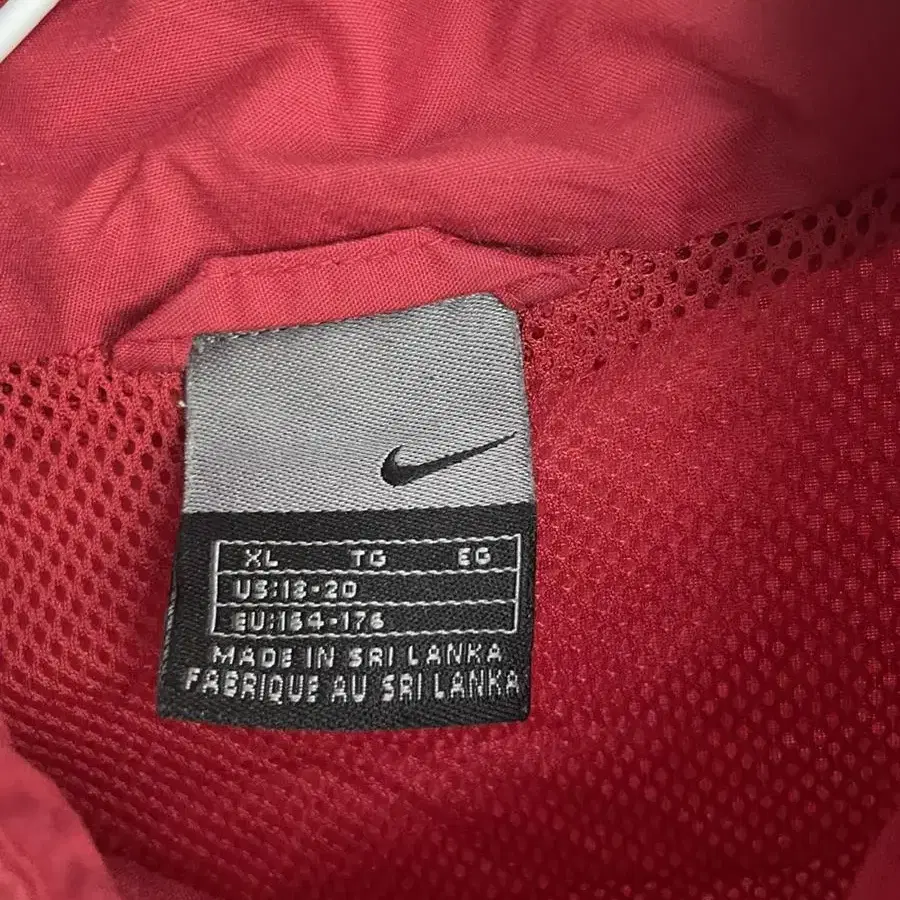 XL TG EG
US:18-20
EU:164-176
MADE IN SRI LANKA
FABRIQUE AU SRI LANKA